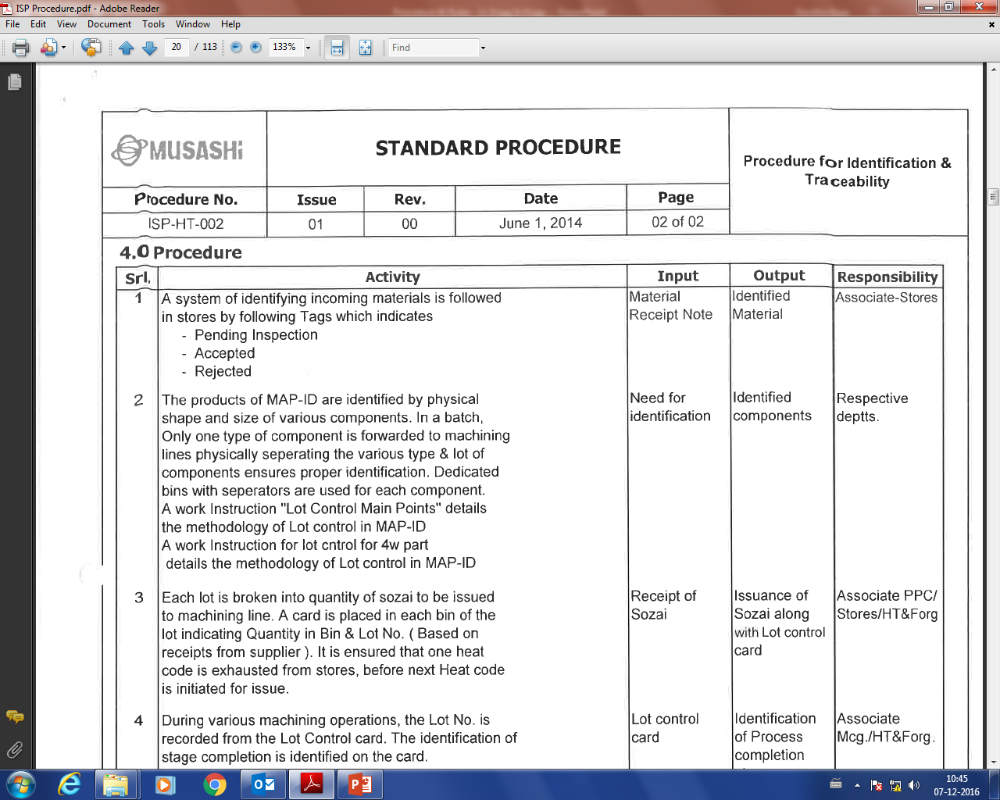 ISP Procedure.pdf - Adobe Reader
File Edit View Document Tools Window Help
20 / 113 133% Find
MUSASHi
STANDARD PROCEDURE
Procedure for Identification &
Traceability
Procedure No. Issue Rev. Date Page
ISP-HT-002 01 00 June 1, 2014 02 of 02
4.0 Procedure
Srl. Activity Input Output Responsibility
1 A system of identifying incoming materials is followed Material Identified Associate-Stores
in stores by following Tags which indicates Receipt Note Material
- Pending Inspection
- Accepted
- Rejected
2 The products of MAP-ID are identified by physical Need for Identified Respective
shape and size of various components. In a batch, identification components deptts.
Only one type of component is forwarded to machining
lines physically seperating the various type & lot of
components ensures proper identification. Dedicated
bins with seperators are used for each component.
A work Instruction "Lot Control Main Points" details
the methodology of Lot control in MAP-ID
A work Instruction for lot cntrol for 4w part
details the methodology of Lot control in MAP-ID
3 Each lot is broken into quantity of sozai to be issued Receipt of Issuance of Associate PPC/
to machining line. A card is placed in each bin of the Sozai Sozai along Stores/HT&Forg
lot indicating Quantity in Bin & Lot No. ( Based on with Lot control
receipts from supplier ). It is ensured that one heat card
code is exhausted from stores, before next Heat code
is initiated for issue.
4 During various machining operations, the Lot No. is Lot control Identification Associate
recorded from the Lot Control card. The identification of card of Process Mcg./HT&Forg.
stage completion is identified on the card. completion
10:45
07-12-2016